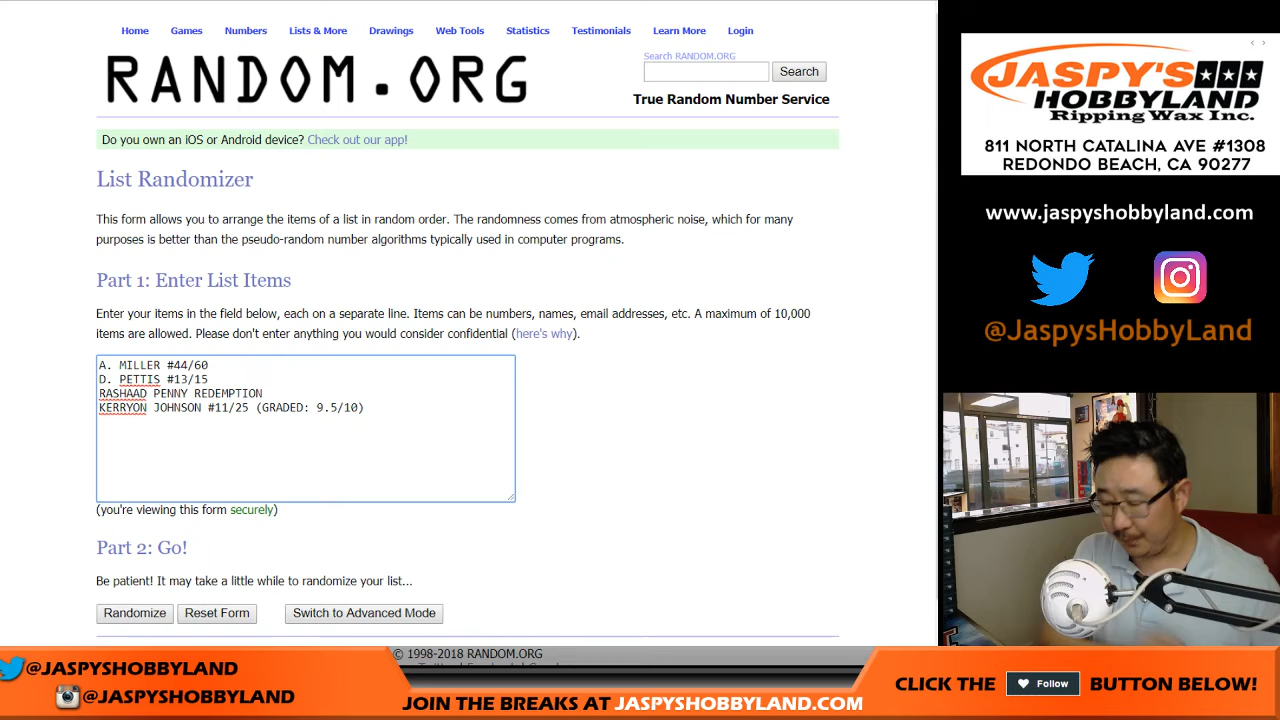 Home Games Numbers Lists & More Drawings Web Tools Statistics Testimonials Learn More Login
RANDOM.ORG
Search RANDOM.ORG
Search
True Random Number Service
Do you own an iOS or Android device? Check out our app!
List Randomizer
This form allows you to arrange the items of a list in random order. The randomness comes from atmospheric noise, which for many
purposes is better than the pseudo-random number algorithms typically used in computer programs.
Part 1: Enter List Items
Enter your items in the field below, each on a separate line. Items can be numbers, names, email addresses, etc. A maximum of 10,000
items are allowed. Please don't enter anything you would consider confidential (here's why).
A. MILLER #44/60
D. PETTIS #13/15
RASHAAD PENNY REDEMPTION
KERRYON JOHNSON #11/25 (GRADED: 9.5/10)
(you're viewing this form securely)
Part 2: Go!
Be patient! It may take a little while to randomize your list...
Randomize Reset Form Switch to Advanced Mode
© 1998-2018 RANDOM.ORG
JASPY'S
HOBBYLAND
Ripping Wax Inc.
811 NORTH CATALINA AVE #1308
REDONDO BEACH, CA 90277
www.jaspyshobbyland.com
@JaspysHobbyLand
@JASPYSHOBBYLAND
@JASPYSHOBBYLAND
JOIN THE BREAKS AT JASPYSHOBBYLAND.COM
CLICK THE Follow BUTTON BELOW!